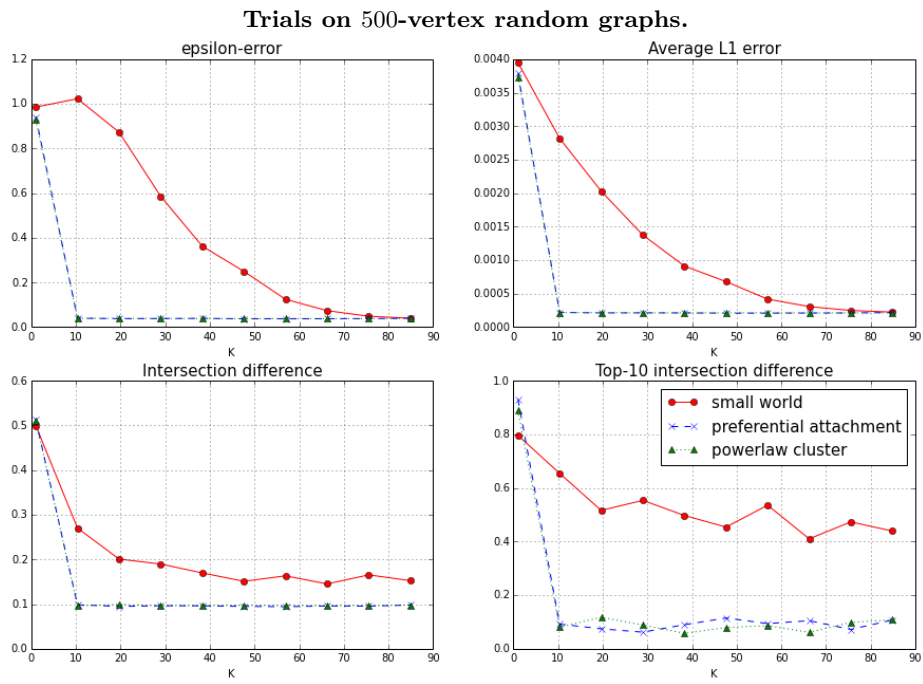 Trials on 500-vertex random graphs.
epsilon-error
1.2
1.0
0.8
0.6
0.4
0.2
0.0
0 10 20 30 40 50 60 70 80 90
K
Average L1 error
0.0040
0.0035
0.0030
0.0025
0.0020
0.0015
0.0010
0.0005
0.0000
0 10 20 30 40 50 60 70 80 90
K
Intersection difference
0.6
0.5
0.4
0.3
0.2
0.1
0.0
0 10 20 30 40 50 60 70 80 90
K
Top-10 intersection difference
1.0
0.8
0.6
0.4
0.2
0.0
small world
preferential attachment
powerlaw cluster
0 10 20 30 40 50 60 70 80 90
K